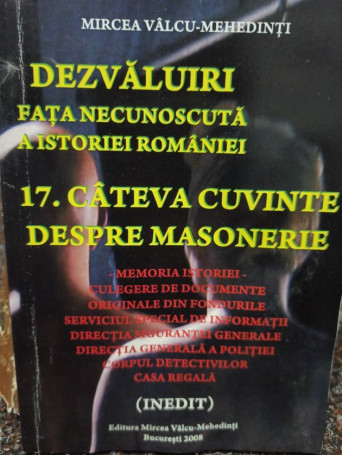 MIRCEA VÂLCU-MEHEDINȚI
DEZVĂLUIRI
FAȚA NECUNOSCUTĂ
A ISTORIEI ROMÂNIEI
17. CÂTEVA CUVINTE
DESPRE MASONERIE
- MEMORIA ISTORIEI -
CULEGERE DE DOCUMENTE
ORIGINALE DIN FONDURILE
SERVICIUL SPECIAL DE INFORMAȚII
DIRECȚIA SIGURANȚEI GENERALE
DIRECȚIA GENERALĂ A POLIȚIEI
CORPUL DETECTIVILOR
CASA REGALĂ
(INEDIT)
Editura Mircea Vâlcu-Mehedinți
București 2008